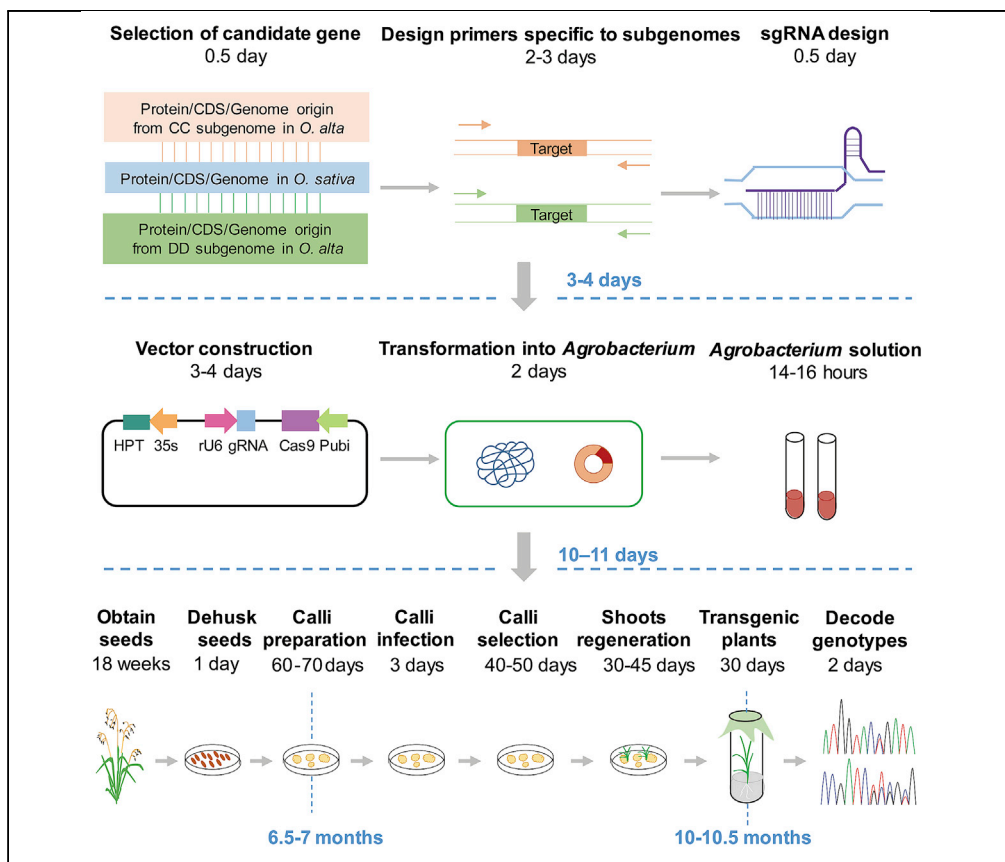 Selection of candidate gene
0.5 day
Design primers specific to subgenomes
2-3 days
sgRNA design
0.5 day
Protein/CDS/Genome origin
from CC subgenome in O. alta
Protein/CDS/Genome in O. sativa
Protein/CDS/Genome origin
from DD subgenome in O. alta
Target
Target
3-4 days
Vector construction
3-4 days
Transformation into Agrobacterium
2 days
Agrobacterium solution
14-16 hours
HPT 35s rU6 gRNA Cas9 Pubi
10–11 days
Obtain
seeds
18 weeks
Dehusk
seeds
1 day
Calli
preparation
60-70 days
Calli
infection
3 days
Calli
selection
40-50 days
Shoots
regeneration
30-45 days
Transgenic
plants
30 days
Decode
genotypes
2 days
6.5-7 months
10-10.5 months